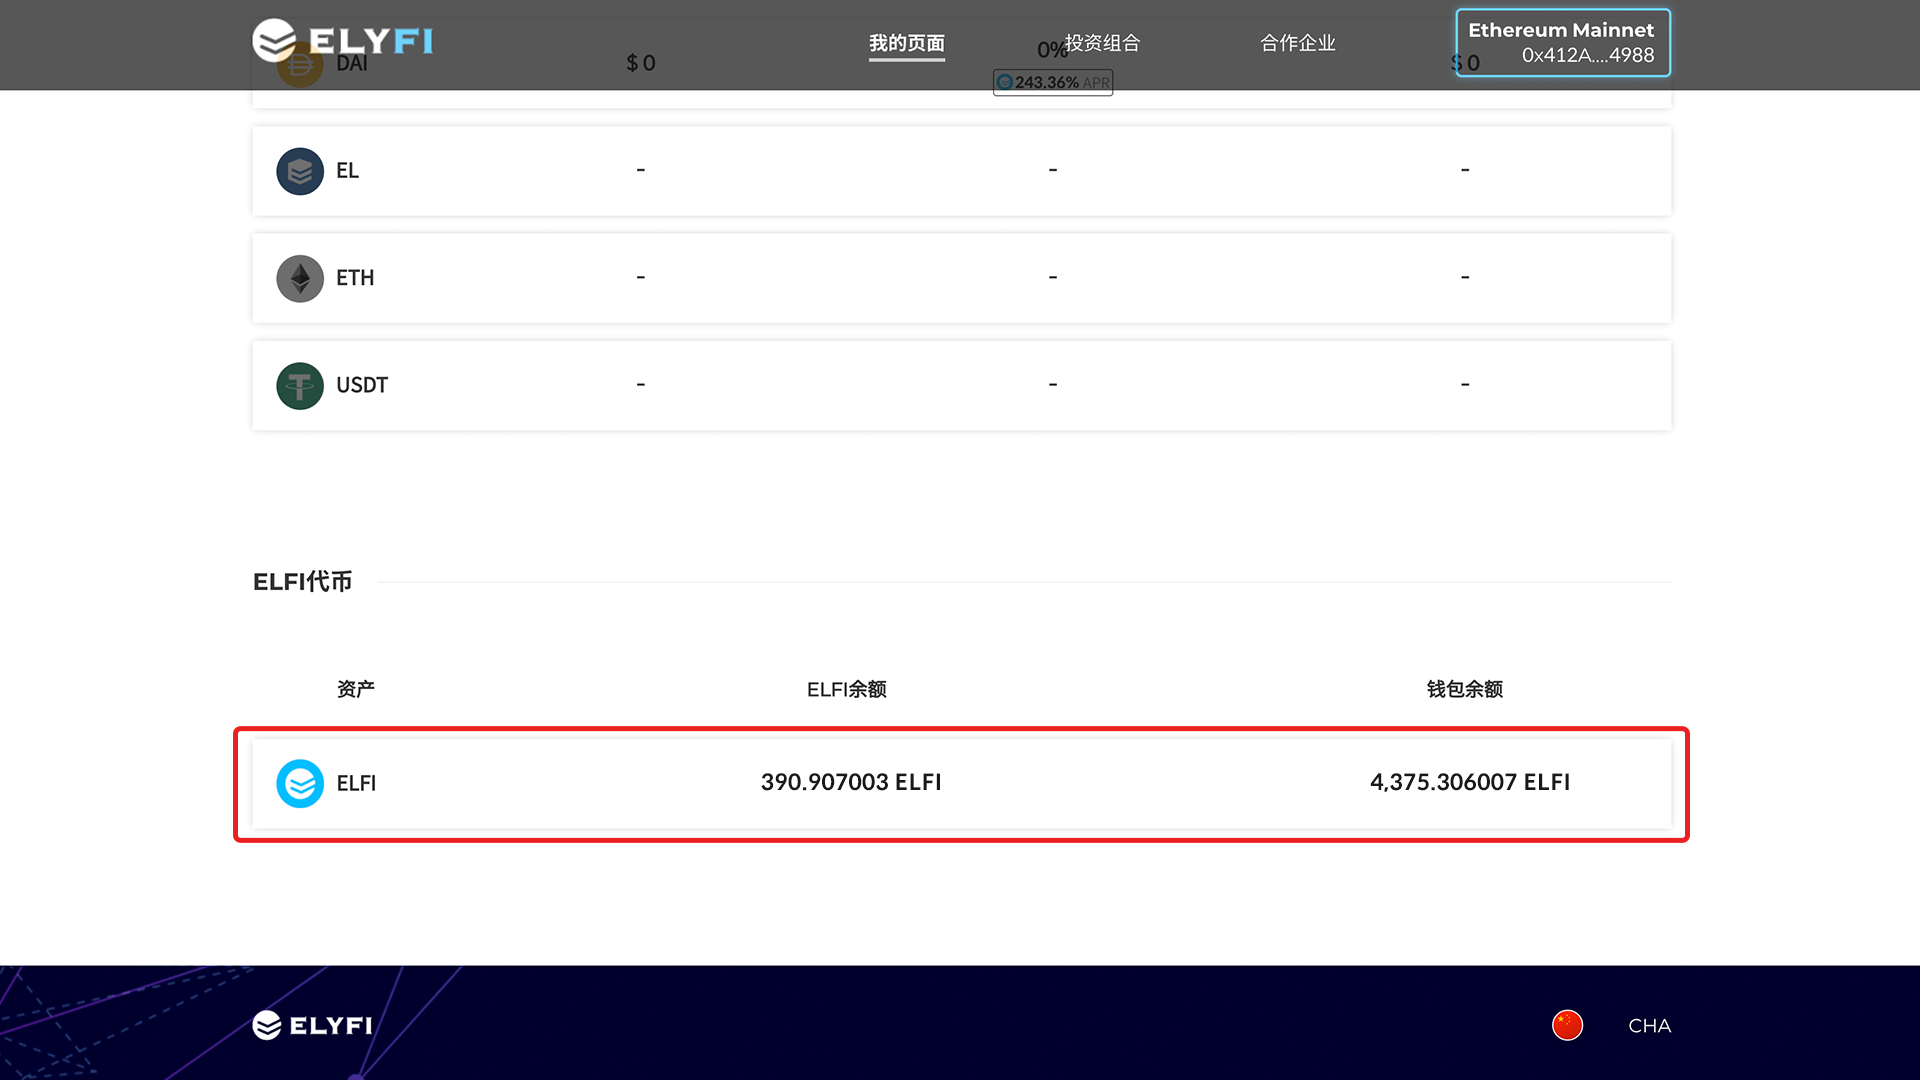 ELYFI
我的页面
投资组合
合作企业
Ethereum Mainnet
0x412A....4988
DAI
$ 0
0%
243.36% APR
$ 0
EL
-
-
-
ETH
-
-
-
USDT
-
-
-
ELFI代币
资产
ELFI余额
钱包余额
ELFI
390.907003 ELFI
4,375.306007 ELFI
ELYFI
CHA